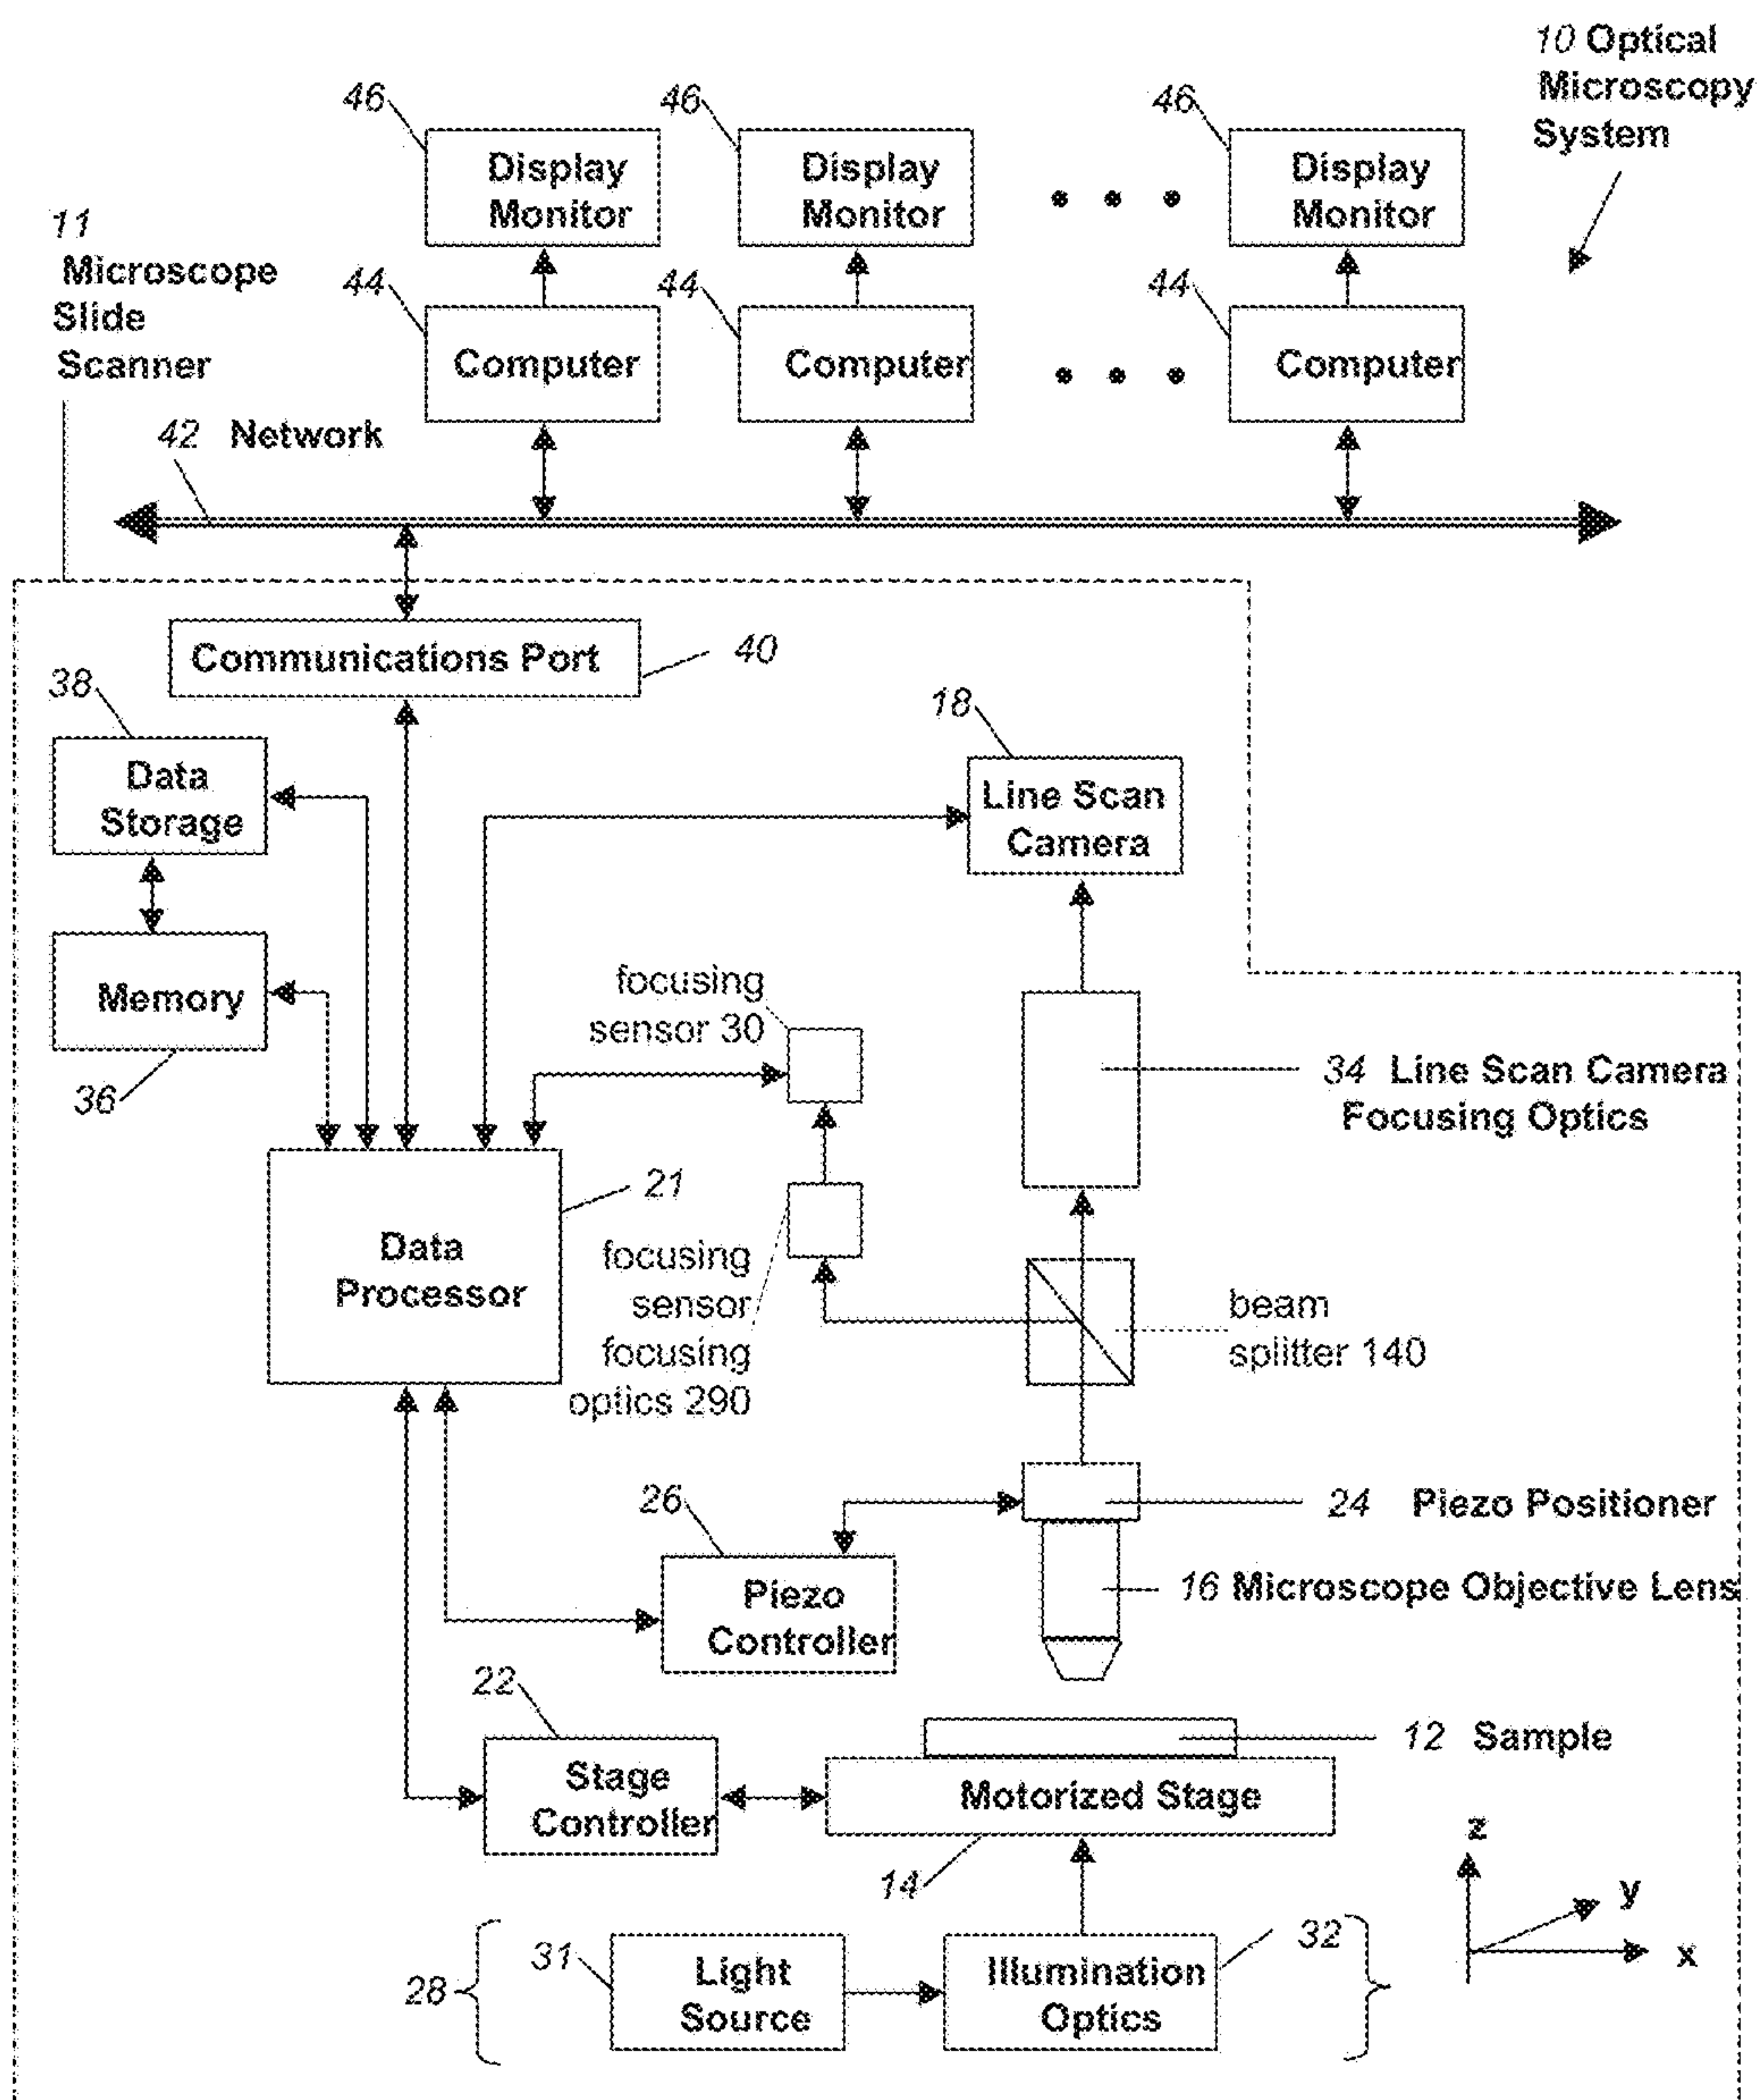 10 Optical
Microscopy
System
46
46
46
Display
Monitor
Display
Monitor
Display
Monitor
11
Microscope
Slide
Scanner
44
44
44
Computer
Computer
Computer
42 Network
Communications Port
40
38
Data
Storage
18
Line Scan
Camera
Memory
36
focusing
sensor 30
34 Line Scan Camera
Focusing Optics
21
Data
Processor
focusing
sensor
focusing
optics 290
beam
splitter 140
26
Piezo
Controller
24 Piezo Positioner
16 Microscope Objective Lens
22
Stage
Controller
12 Sample
Motorized Stage
14
z
y
x
28
31
Light
Source
Illumination
Optics
32